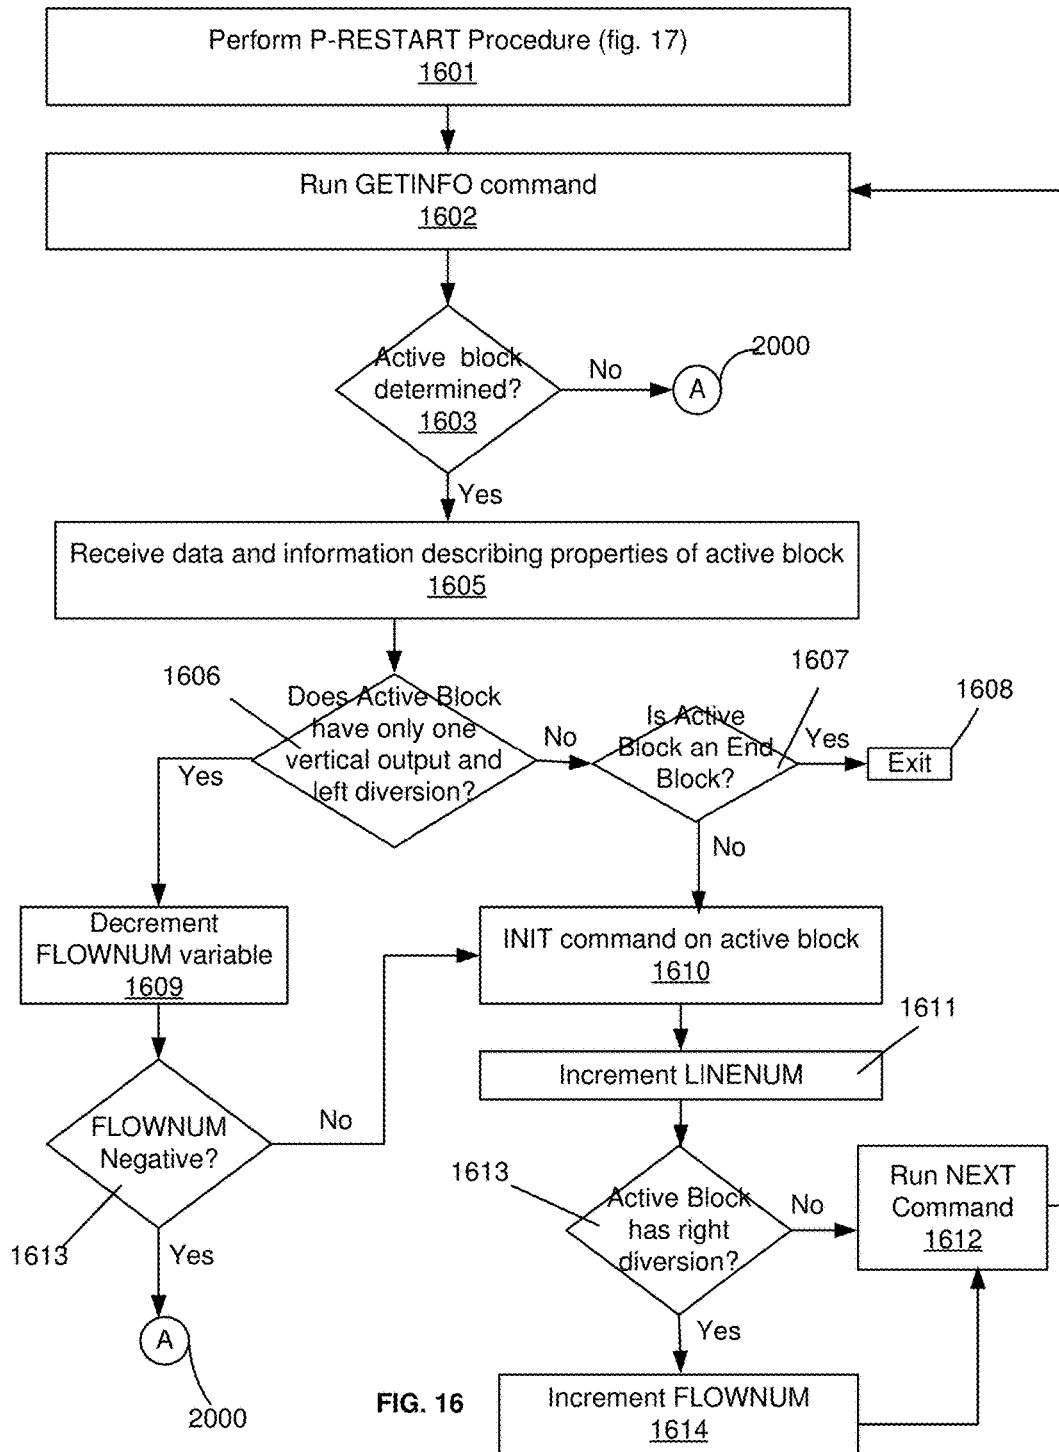 Perform P-RESTART Procedure (fig. 17)
1601
Run GETINFO command
1602
Active block
determined?
1603
No
A
2000
Yes
Receive data and information describing properties of active block
1605
1606
Does Active Block
have only one
vertical output and
left diversion?
No
1607
Is Active
Block an End
Block?
Yes
1608
Exit
Yes
No
Decrement
FLOWNUM variable
1609
INIT command on active block
1610
1611
Increment LINENUM
FLOWNUM
Negative?
No
1613
Yes
A
2000
1613
Active Block
has right
diversion?
No
Run NEXT
Command
1612
Yes
Increment FLOWNUM
1614
FIG. 16